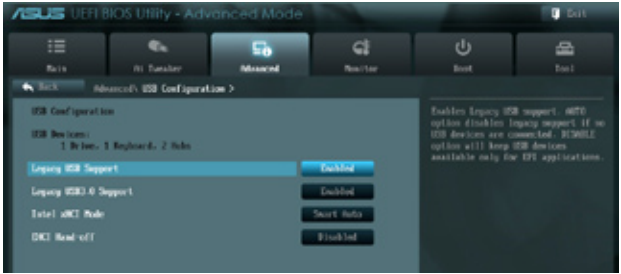 ASUS UEFI BIOS Utility - Advanced Mode
Exit
Main
Ai Tweaker
Advanced
Monitor
Boot
Tool
Back
Advanced\ USB Configuration >
USB Configuration
USB Devices:
1 Drive, 1 Keyboard, 2 Hubs
Legacy USB Support
Enabled
Legacy USB3.0 Support
Enabled
Intel xHCI Mode
Smart Auto
EHCI Hand-off
Disabled
Enables Legacy USB support. AUTO
option disables legacy support if no
USB devices are connected. DISABLE
option will keep USB devices
available only for EFI applications.